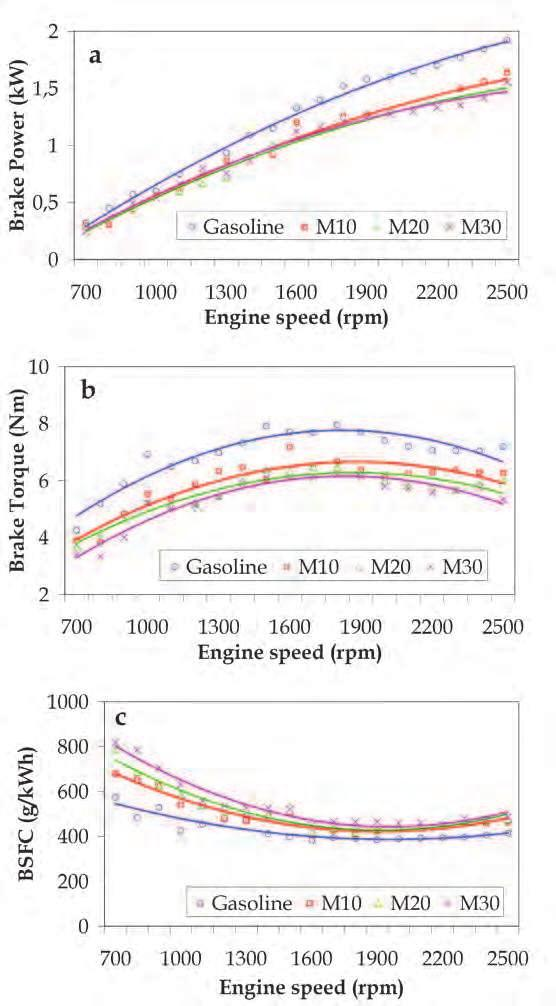 2
a
1,5
1
0,5
0
Brake Power (kW)
Gasoline M10 M20 M30
700 1000 1300 1600 1900 2200 2500
Engine speed (rpm)
10
b
8
6
4
2
Brake Torque (Nm)
Gasoline M10 M20 M30
700 1000 1300 1600 1900 2200 2500
Engine speed (rpm)
1000
c
800
600
400
200
0
BSFC (g/kWh)
Gasoline M10 M20 M30
700 1000 1300 1600 1900 2200 2500
Engine speed (rpm)